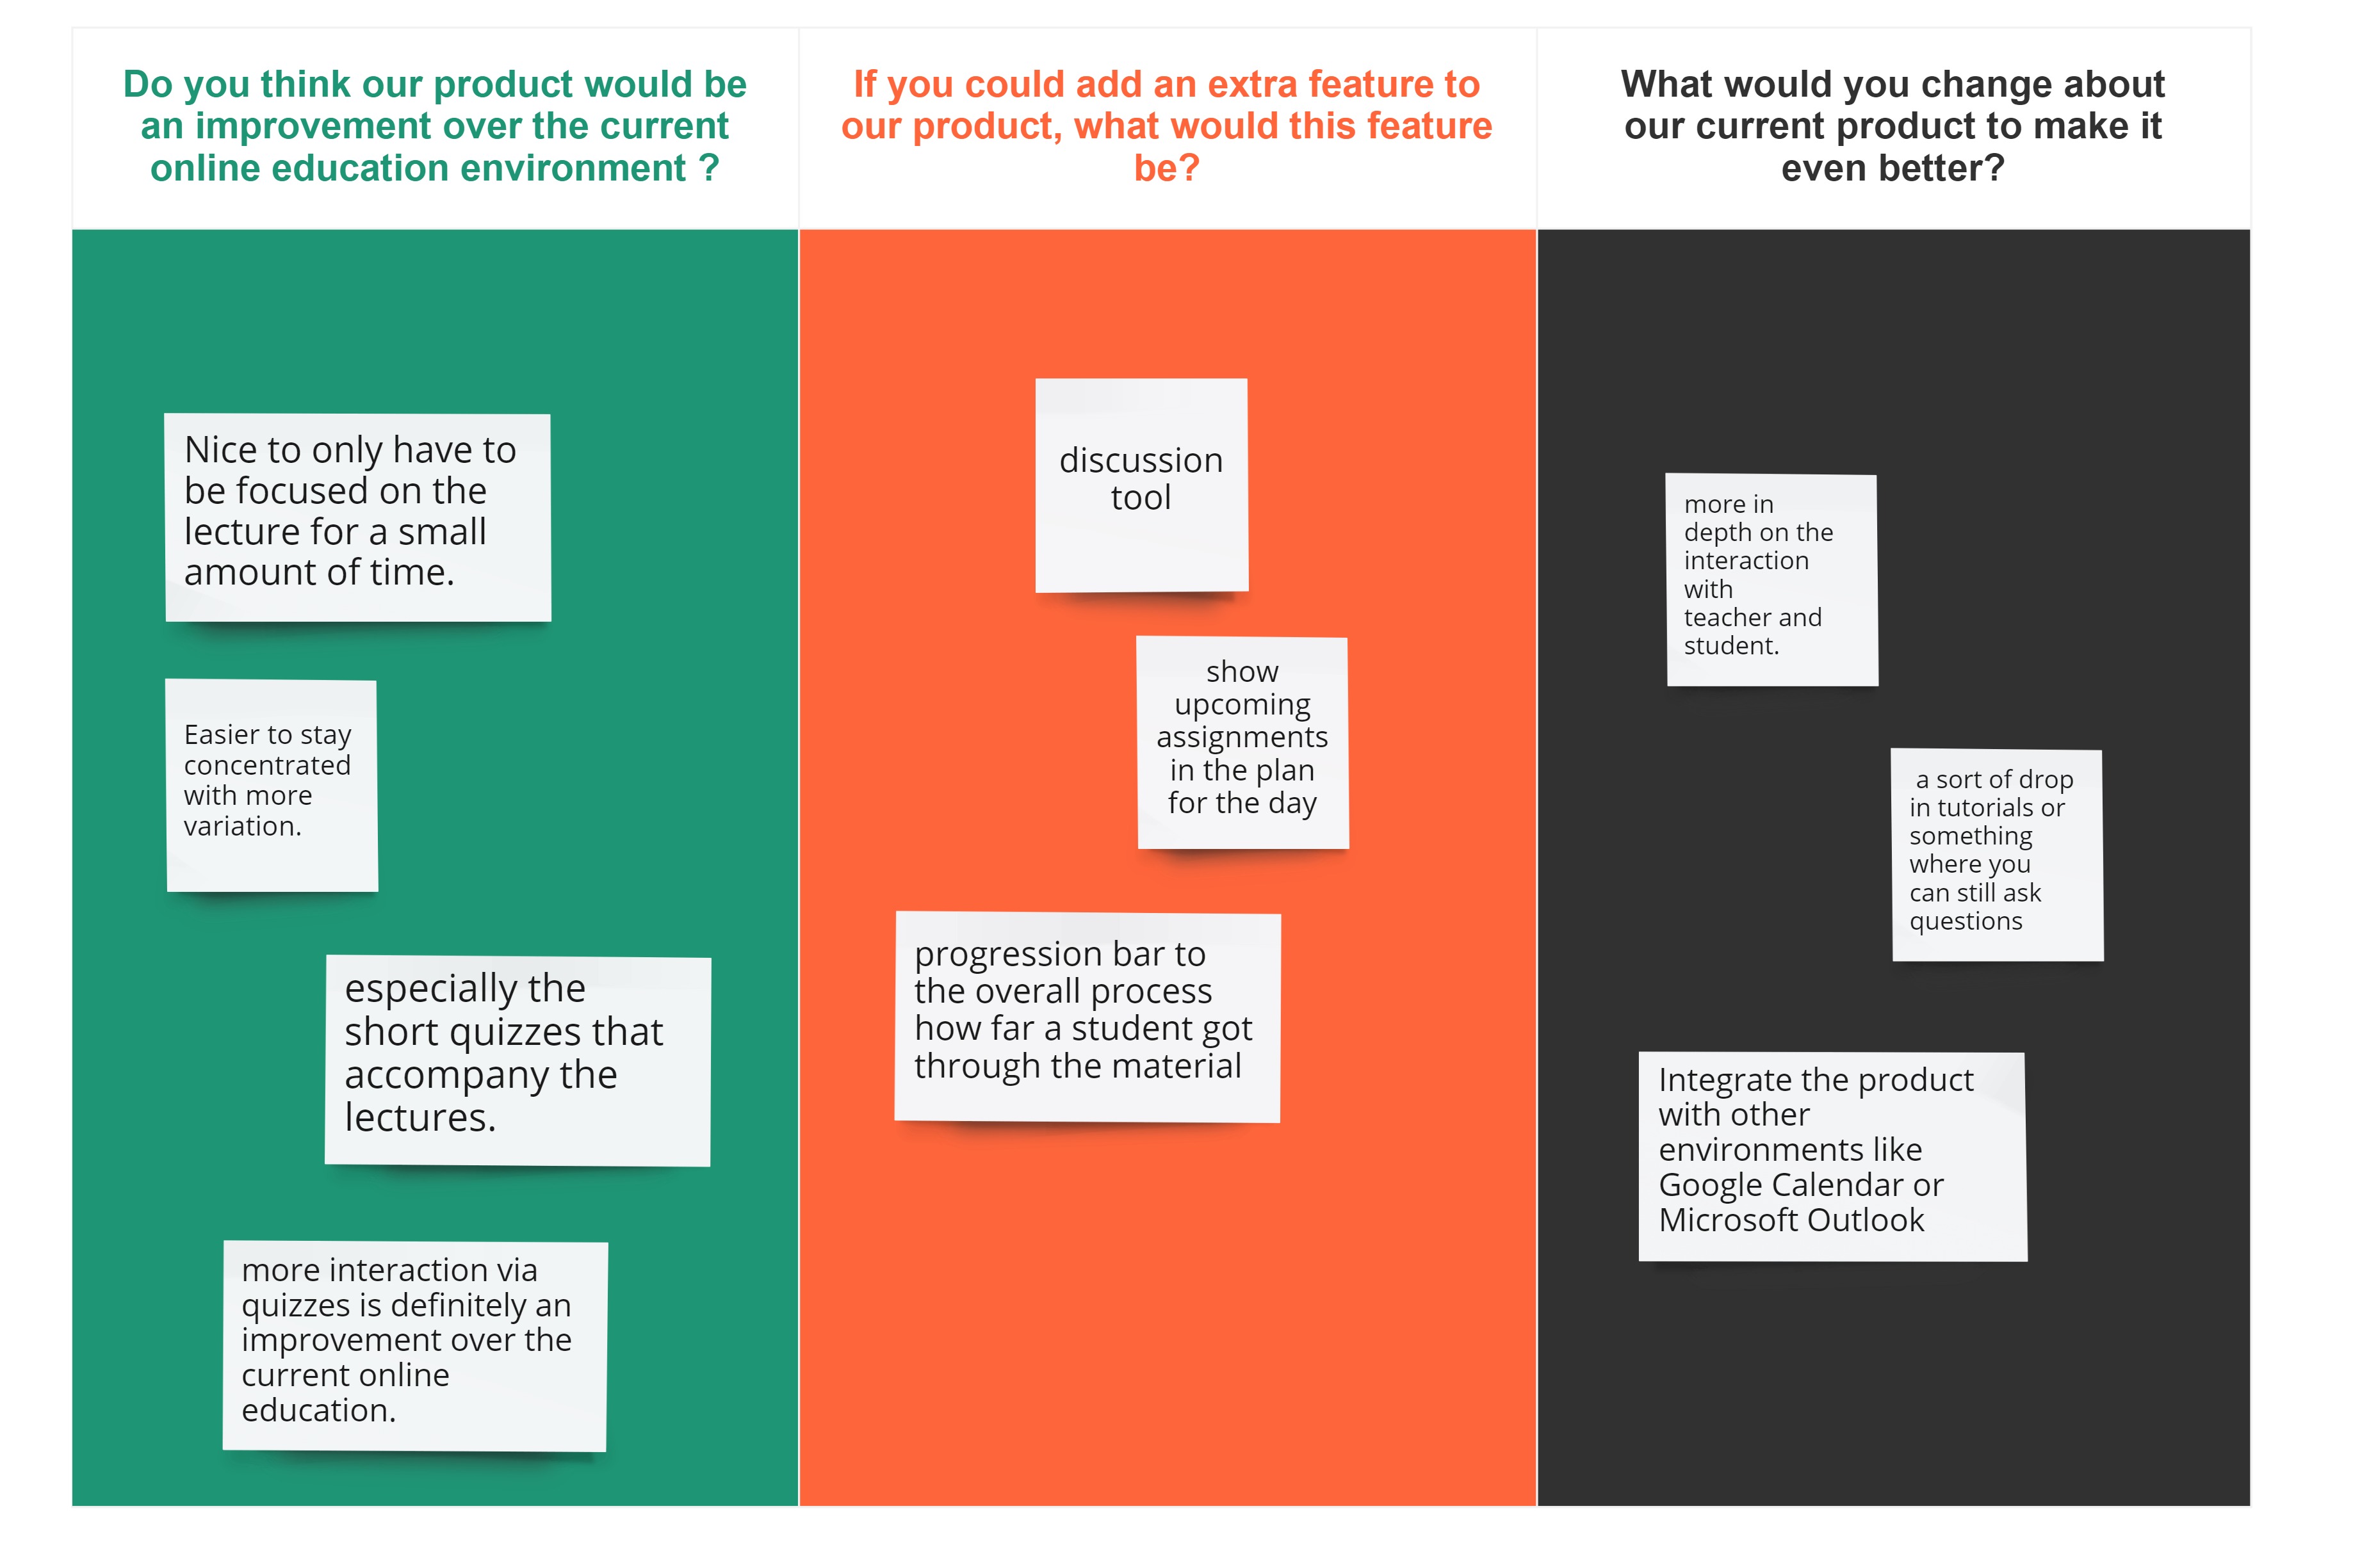 Do you think our product would be
an improvement over the current
online education environment ?
If you could add an extra feature to
our product, what would this feature
be?
What would you change about
our current product to make it
even better?
Nice to only have to
be focused on the
lecture for a small
amount of time.
Easier to stay
concentrated
with more
variation.
especially the
short quizzes that
accompany the
lectures.
more interaction via
quizzes is definitely an
improvement over the
current online
education.
discussion
tool
show
upcoming
assignments
in the plan
for the day
progression bar to
the overall process
how far a student got
through the material
more in
depth on the
interaction
with
teacher and
student.
a sort of drop
in tutorials or
something
where you
can still ask
questions
Integrate the product
with other
environments like
Google Calendar or
Microsoft Outlook